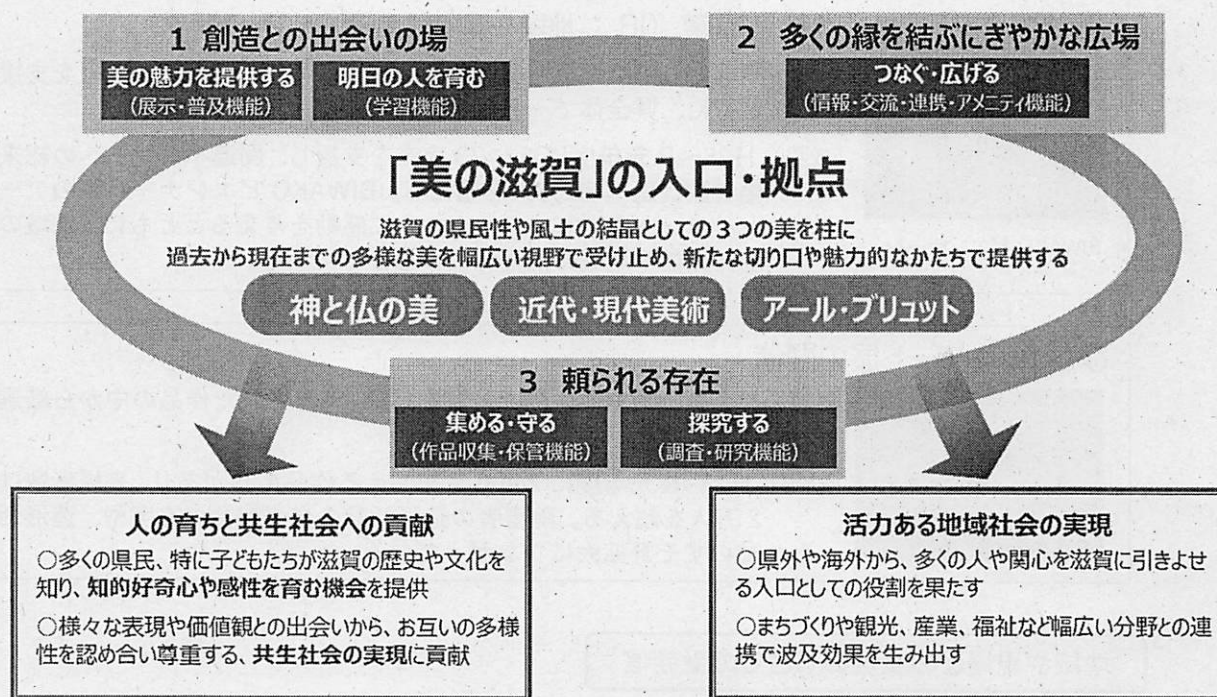 1 創造との出会いの場
美の魅力を提供する
(展示・普及機能)
明日の人を育む
(学習機能)
2 多くの縁を結ぶにぎやかな広場
つなぐ・広げる
(情報・交流・連携・アメニティ機能)
「美の滋賀」の入口・拠点
滋賀の県民性や風土の結晶としての3つの美を柱に
過去から現在までの多様な美を幅広い視野で受け止め、新たな切り口や魅力的なかたちで提供する
神と仏の美
近代・現代美術
アール・ブリュット
3 頼られる存在
集める・守る
(作品収集・保管機能)
探究する
(調査・研究機能)
人の育ちと共生社会への貢献
○多くの県民、特に子どもたちが滋賀の歴史や文化を
知り、知的好奇心や感性を育む機会を提供
○様々な表現や価値観との出会いから、お互いの多様
性を認め合い尊重する、共生社会の実現に貢献
活力ある地域社会の実現
○県外や海外から、多くの人や関心を滋賀に引きよせ
る入口としての役割を果たす
○まちづくりや観光、産業、福祉など幅広い分野との連
携で波及効果を生み出す